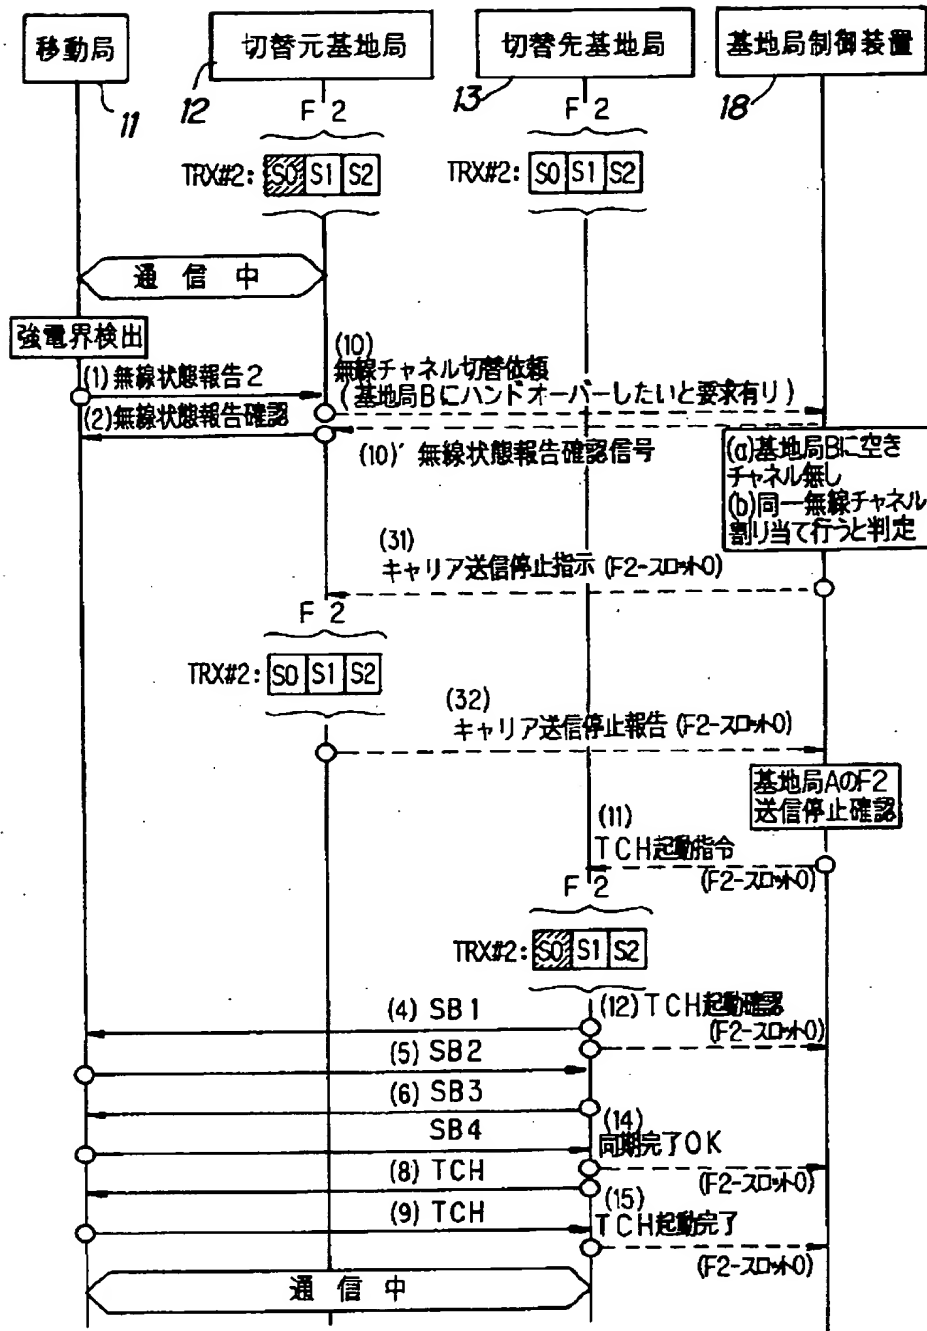 移動局
切替元基地局
切替先基地局
基地局制御装置
11
12
13
18
F2
F2
TRX#2: S0 S1 S2
TRX#2: S0 S1 S2
通信中
強電界検出
(10)
無線チャネル切替依頼
(基地局Bにハンドオーバーしたいと要求有り)
(1)無線状態報告2
(2)無線状態報告確認
(10)' 無線状態報告確認信号
(a)基地局Bに空き
チャネル無し
(b)同一無線チャネル
割り当て行うと判定
(31)
キャリア送信停止指示(F2-スロット0)
F2
TRX#2: S0 S1 S2
(32)
キャリア送信停止報告(F2-スロット0)
基地局AのF2
送信停止確認
(11)
TCH起動指令
(F2-スロット0)
F2
TRX#2: S0 S1 S2
(4) SB1
(12)TCH起動確認
(F2-スロット0)
(5) SB2
(6) SB3
SB4
(14)
同期完了OK
(F2-スロット0)
(8) TCH
(15)
TCH起動完了
(9) TCH
(F2-スロット0)
通信中